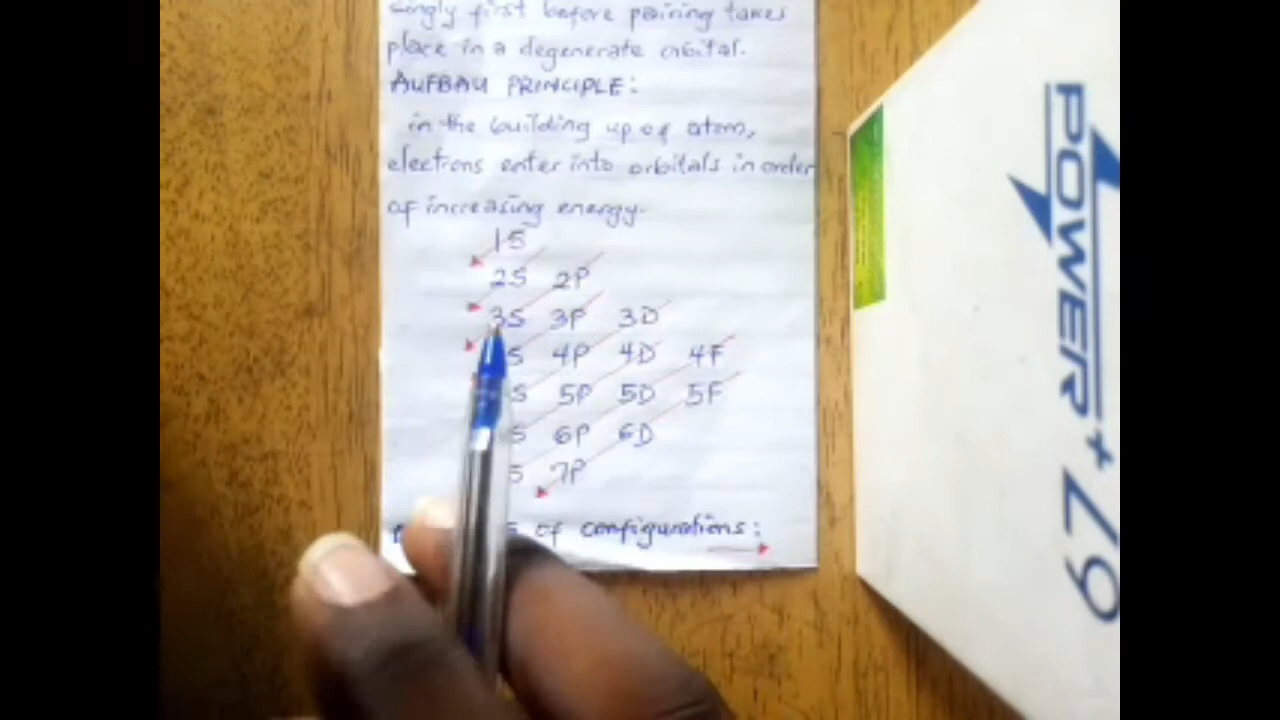 singly first before pairing takes
place in a degenerate orbital.
AUFBAU PRINCIPLE:
in the building up of atom,
electrons enter into orbitals in order
of increasing energy.
1S
2S 2P
3S 3P 3D
S 4P 4D 4F
S 5P 5D 5F
S 6P 6D
S 7P
of configurations:
POWER+ L9